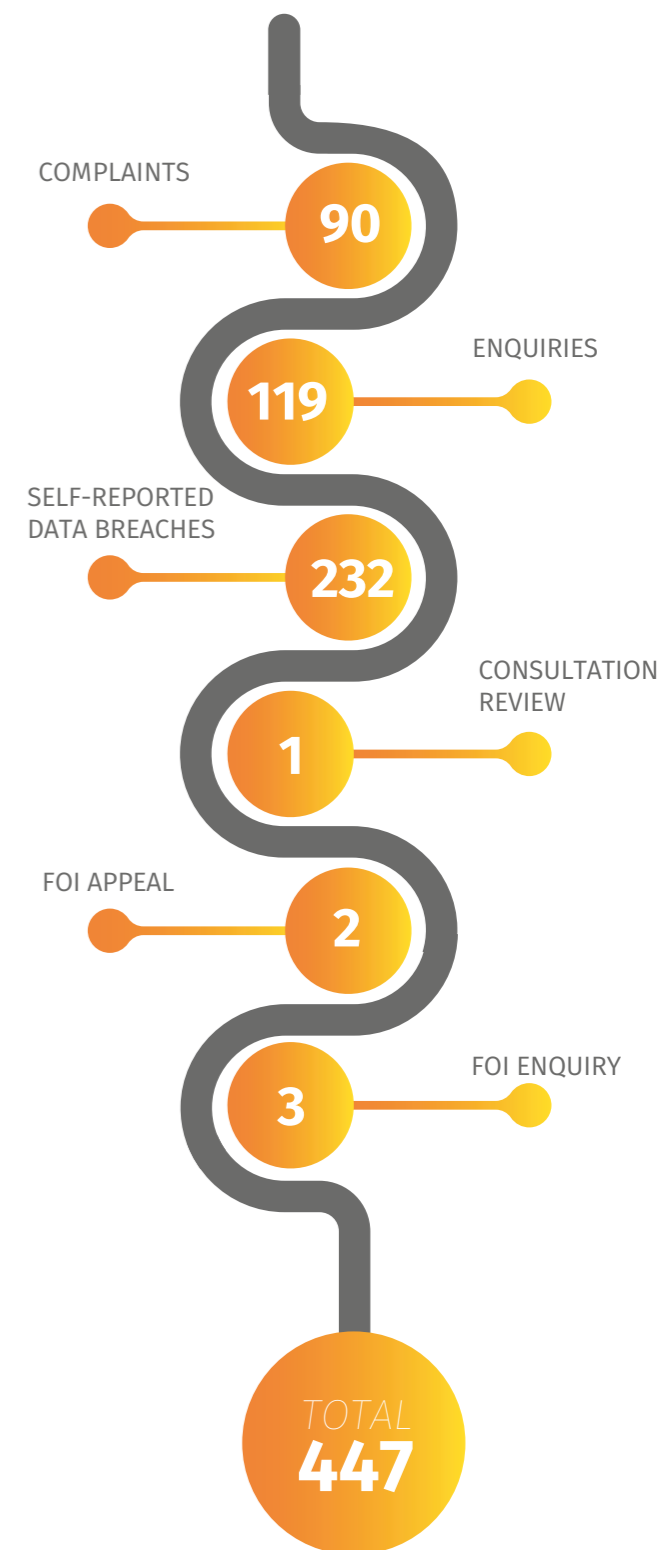 COMPLAINTS
90
ENQUIRIES
119
SELF-REPORTED
DATA BREACHES
232
CONSULTATION
REVIEW
1
FOI APPEAL
2
FOI ENQUIRY
3
TOTAL
447